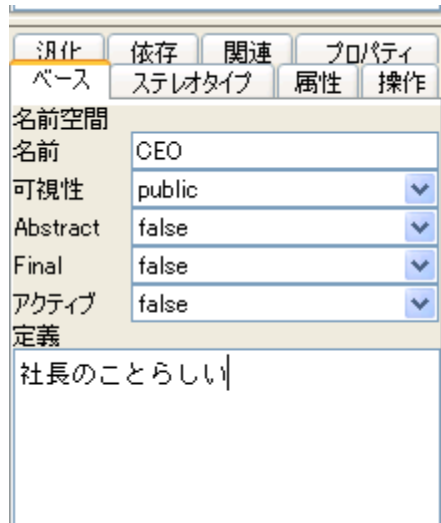 汎化 依存 関連 プロパティ
ベース ステレオタイプ 属性 操作
名前空間
名前 CEO
可視性 public
Abstract false
Final false
アクティブ false
定義
社長のことらしい